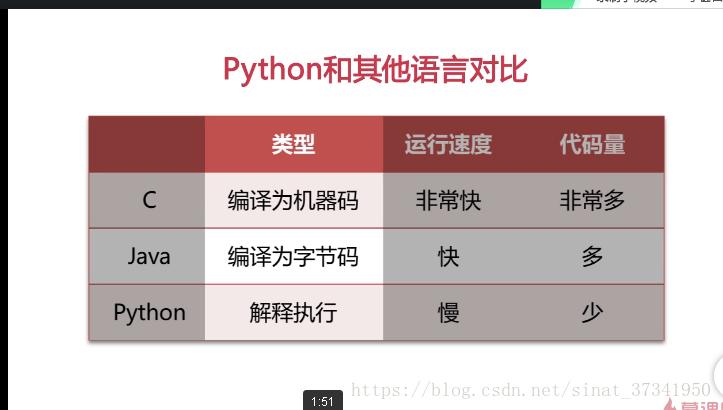 Python和其他语言对比
类型 运行速度 代码量
C 编译为机器码 非常快 非常多
Java 编译为字节码 快 多
Python 解释执行 慢 少
https://blog.csdn.net/sinat_37341950
1:51